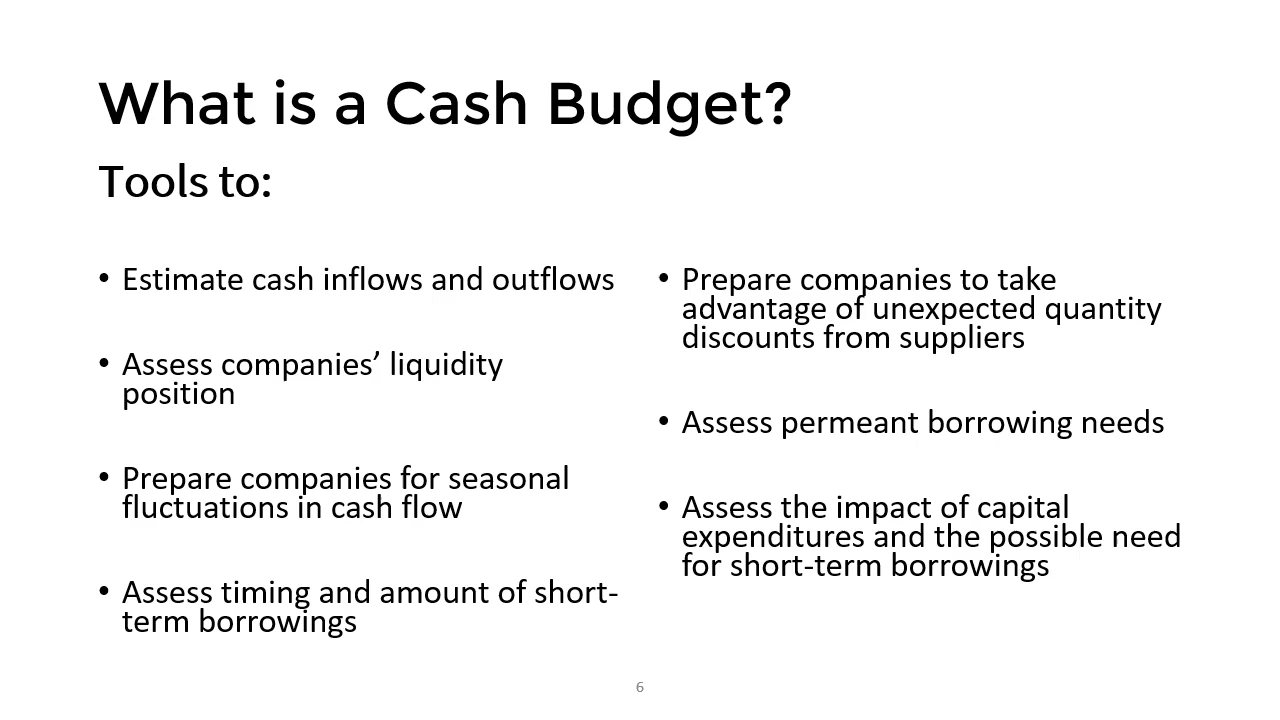 What is a Cash Budget?
Tools to:
• Estimate cash inflows and outflows
• Assess companies’ liquidity
position
• Prepare companies for seasonal
fluctuations in cash flow
• Assess timing and amount of short-
term borrowings
• Prepare companies to take
advantage of unexpected quantity
discounts from suppliers
• Assess permeant borrowing needs
• Assess the impact of capital
expenditures and the possible need
for short-term borrowings
6